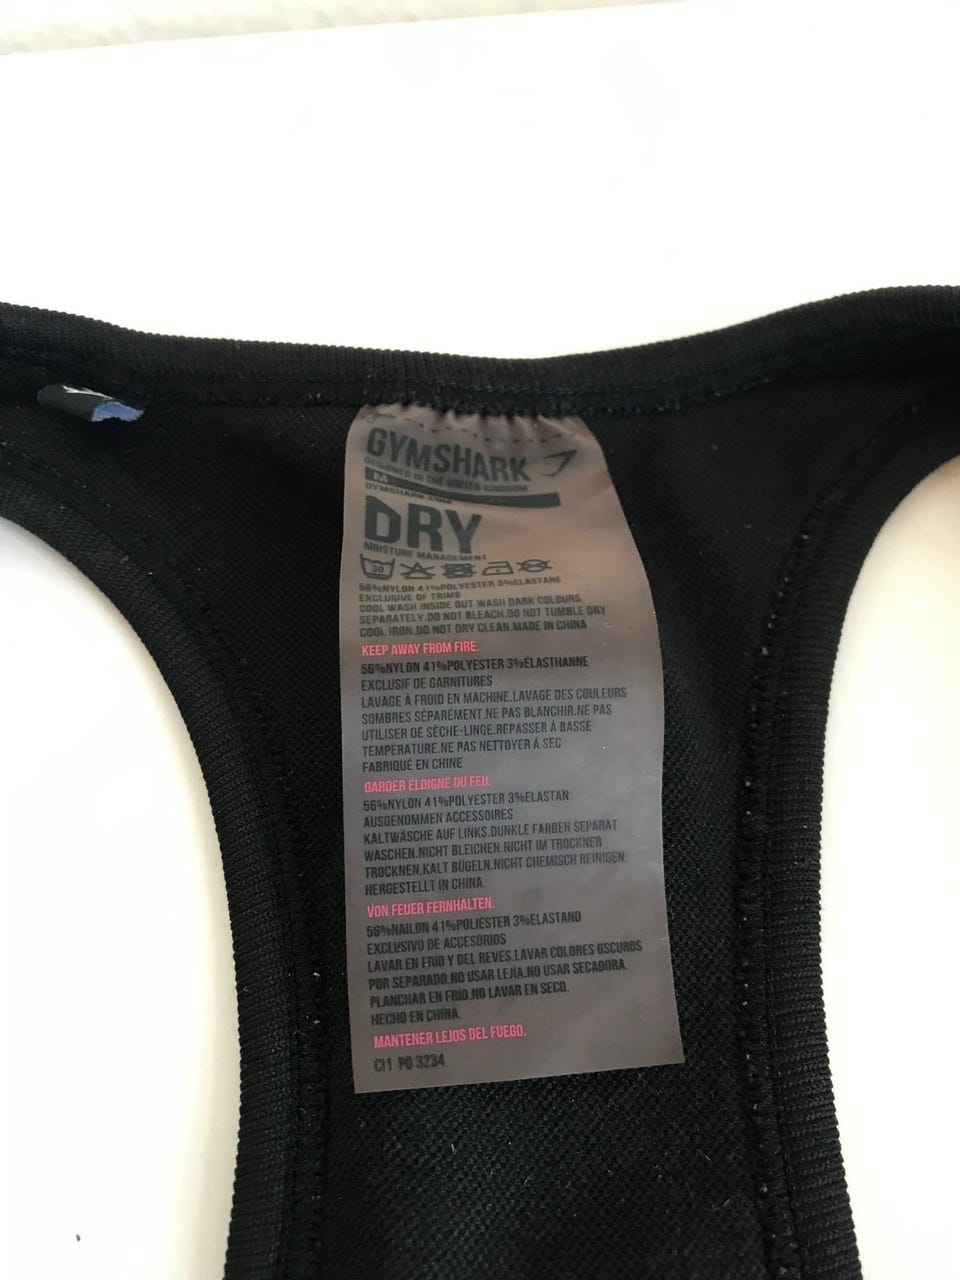 GYMSHARK
DESIGNED IN THE UNITED KINGDOM
M
GYMSHARK.COM
DRY
MOISTURE MANAGEMENT
30
56%NYLON 41%POLYESTER 3%ELASTANE
EXCLUSIVE OF TRIMS
COOL WASH INSIDE OUT WASH DARK COLOURS
SEPARATELY.DO NOT BLEACH.DO NOT TUMBLE DRY
COOL IRON.DO NOT DRY CLEAN.MADE IN CHINA
KEEP AWAY FROM FIRE.
56%NYLON 41%POLYESTER 3%ÉLASTHANNE
EXCLUSIF DE GARNITURES
LAVAGE À FROID EN MACHINE.LAVAGE DES COULEURS
SOMBRES SÉPARÉMENT.NE PAS BLANCHIR.NE PAS
UTILISER DE SÈCHE-LINGE.REPASSER À BASSE
TEMPÉRATURE.NE PAS NETTOYER À SEC
FABRIQUÉ EN CHINE
GARDER ÉLOIGNÉ DU FEU.
56%NYLON 41%POLYESTER 3%ELASTAN
AUSGENOMMEN ACCESSOIRES
KALTWÄSCHE AUF LINKS.DUNKLE FARBEN SEPARAT
WASCHEN.NICHT BLEICHEN.NICHT IM TROCKNER
TROCKNEN.KALT BÜGELN.NICHT CHEMISCH REINIGEN.
HERGESTELLT IN CHINA.
VON FEUER FERNHALTEN.
56%NAILON 41%POLIESTER 3%ELASTANO
EXCLUSIVO DE ACCESORIOS
LAVAR EN FRÍO Y DEL REVÉS.LAVAR COLORES OSCUROS
POR SEPARADO.NO USAR LEJÍA.NO USAR SECADORA.
PLANCHAR EN FRÍO.NO LAVAR EN SECO.
HECHO EN CHINA.
MANTENER LEJOS DEL FUEGO.
CI1 PO 3234